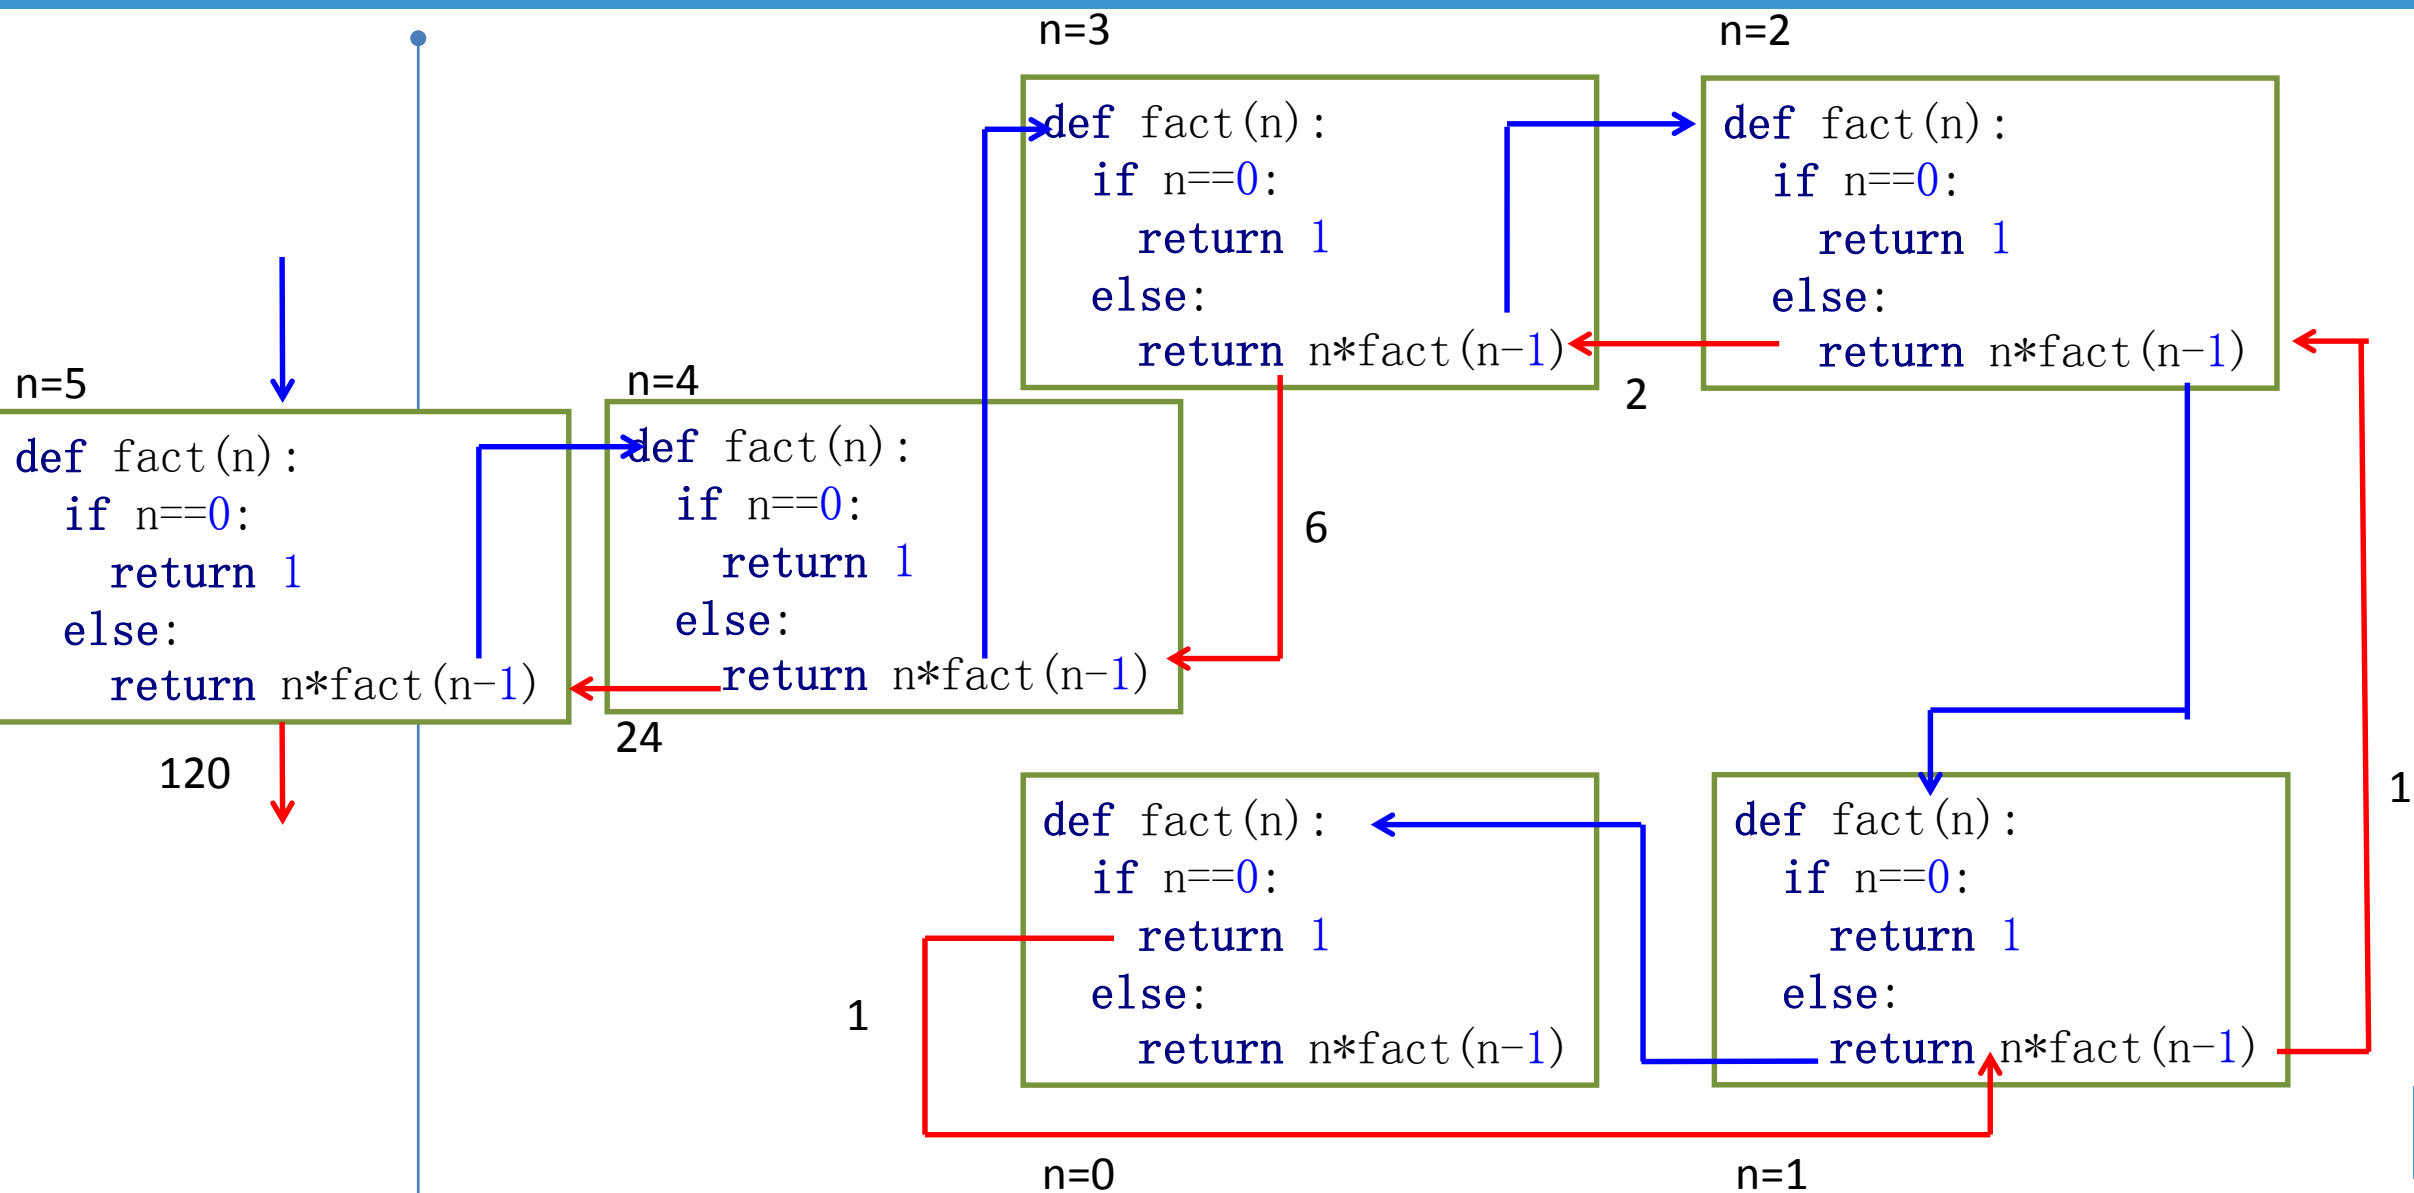 n=3
def fact(n):
if n==0:
return 1
else:
return n*fact(n-1)
n=2
def fact(n):
if n==0:
return 1
else:
return n*fact(n-1)
2
n=5
def fact(n):
if n==0:
return 1
else:
return n*fact(n-1)
120
n=4
def fact(n):
if n==0:
return 1
else:
return n*fact(n-1)
24
6
1
def fact(n):
if n==0:
return 1
else:
return n*fact(n-1)
1
n=0
def fact(n):
if n==0:
return 1
else:
return n*fact(n-1)
n=1